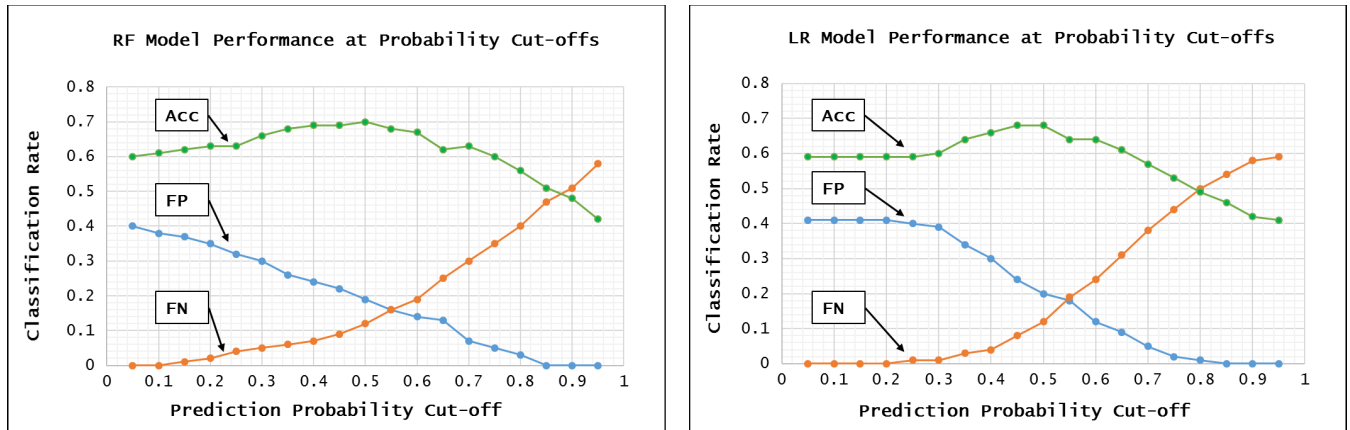 RF Model Performance at Probability Cut-offs
Classification Rate
0.8
0.7
0.6
0.5
0.4
0.3
0.2
0.1
0
Acc
FP
FN
0 0.1 0.2 0.3 0.4 0.5 0.6 0.7 0.8 0.9 1
Prediction Probability Cut-off
LR Model Performance at Probability Cut-offs
Classification Rate
0.8
0.7
0.6
0.5
0.4
0.3
0.2
0.1
0
Acc
FP
FN
0 0.1 0.2 0.3 0.4 0.5 0.6 0.7 0.8 0.9 1
Prediction Probability Cut-off